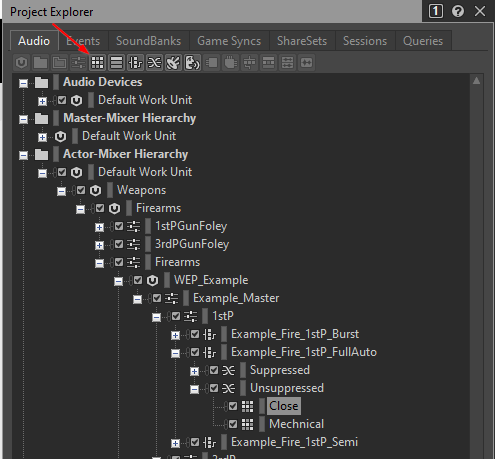 Project Explorer 1 ?
Audio Events SoundBanks Game Syncs ShareSets Sessions Queries
Audio Devices
Default Work Unit
Master-Mixer Hierarchy
Default Work Unit
Actor-Mixer Hierarchy
Default Work Unit
Weapons
Firearms
1stPGunFoley
3rdPGunFoley
Firearms
WEP_Example
Example_Master
1stP
Example_Fire_1stP_Burst
Example_Fire_1stP_FullAuto
Suppressed
Unsuppressed
Close
Mechnical
Example_Fire_1stP_Semi
3rdP